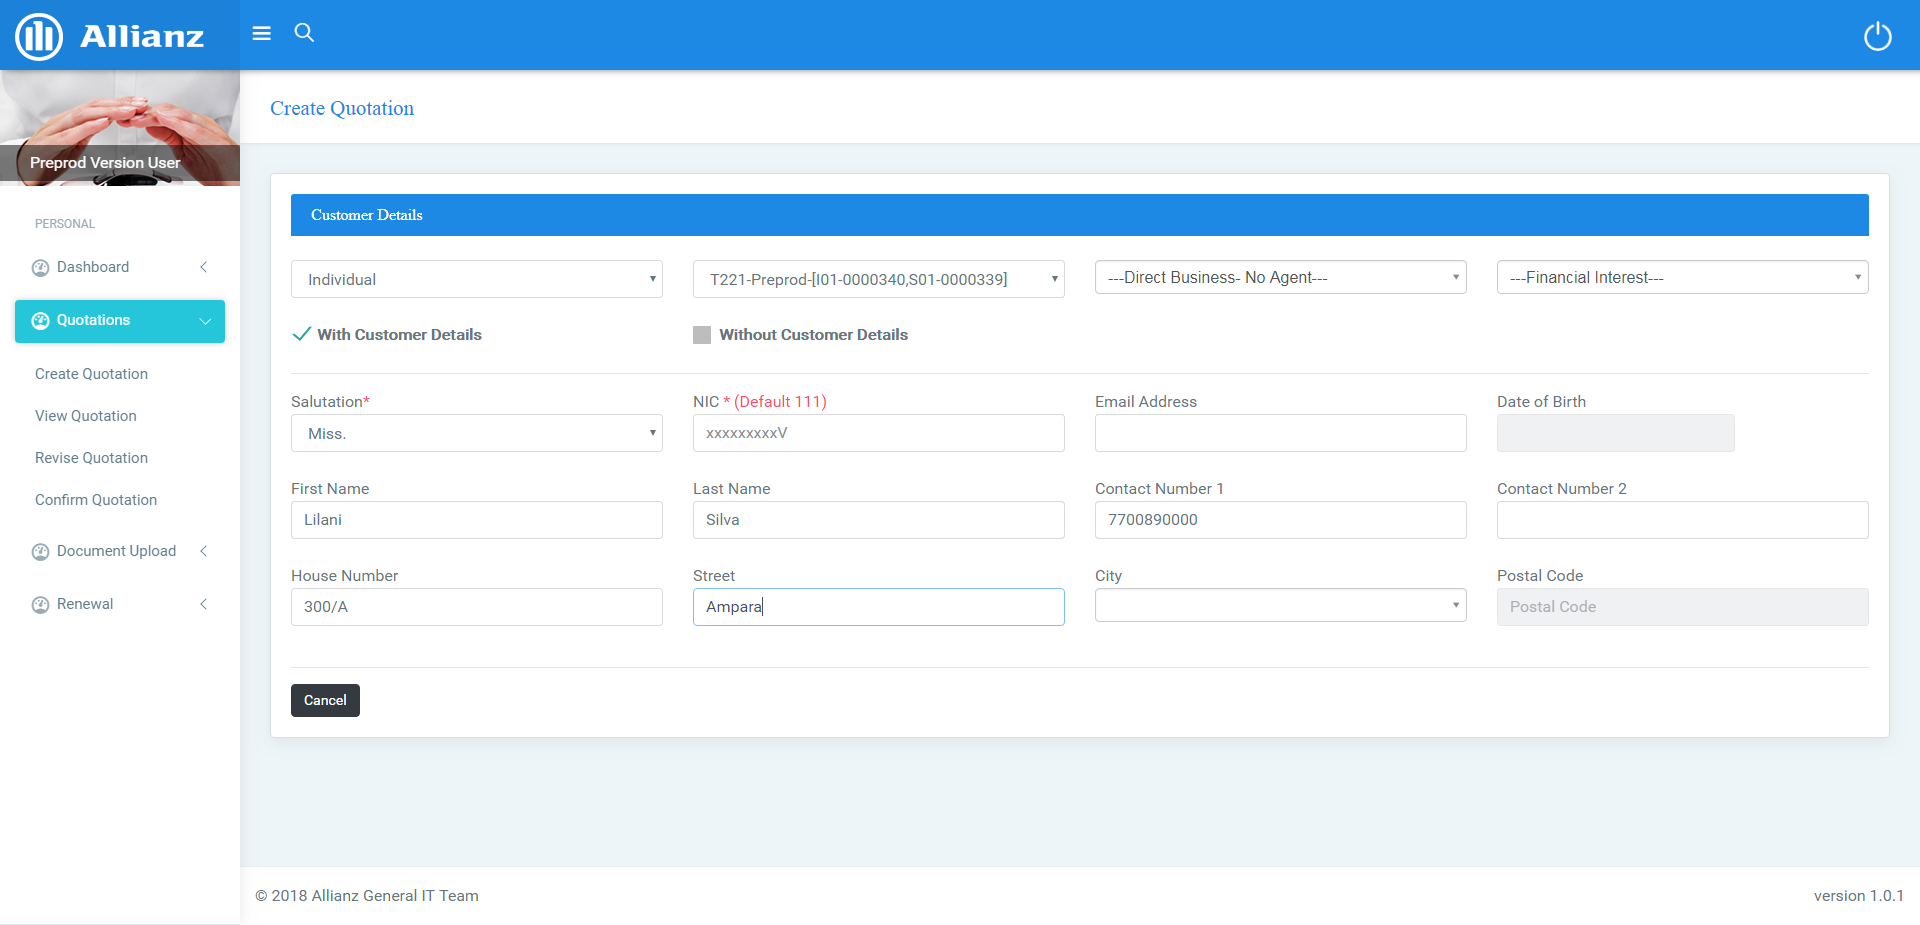 Allianz
Preprod Version User
PERSONAL
Dashboard
Quotations
Create Quotation
View Quotation
Revise Quotation
Confirm Quotation
Document Upload
Renewal
Create Quotation
Customer Details
Individual
T221-Preprod-[I01-0000340,S01-0000339]
---Direct Business- No Agent---
---Financial Interest---
With Customer Details
Without Customer Details
Salutation*
NIC * (Default 111)
Email Address
Date of Birth
Miss.
xxxxxxxxxV
First Name
Last Name
Contact Number 1
Contact Number 2
Lilani
Silva
7700890000
House Number
Street
City
Postal Code
300/A
Ampara
Postal Code
Cancel
© 2018 Allianz General IT Team
version 1.0.1